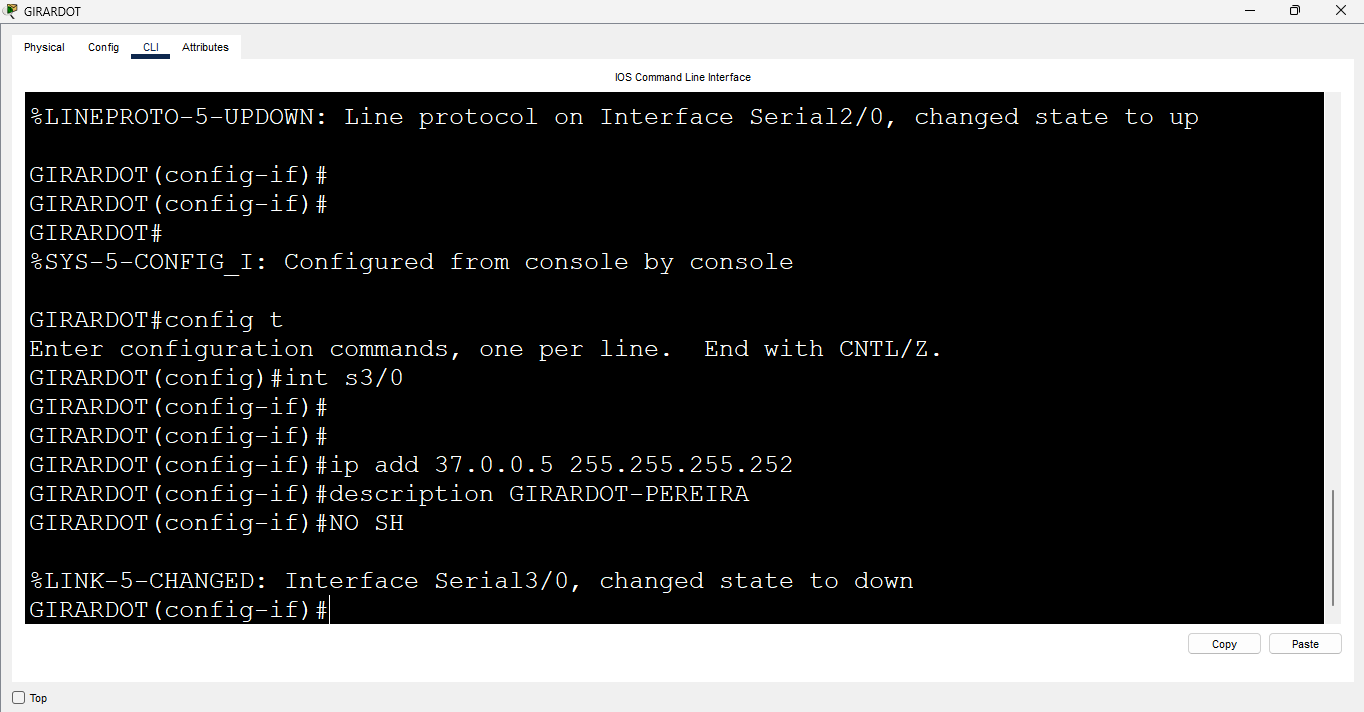 GIRARDOT
Physical Config CLI Attributes
IOS Command Line Interface
%LINEPROTO-5-UPDOWN: Line protocol on Interface Serial2/0, changed state to up
GIRARDOT(config-if)#
GIRARDOT(config-if)#
GIRARDOT#
%SYS-5-CONFIG_I: Configured from console by console
GIRARDOT#config t
Enter configuration commands, one per line.  End with CNTL/Z.
GIRARDOT(config)#int s3/0
GIRARDOT(config-if)#
GIRARDOT(config-if)#
GIRARDOT(config-if)#ip add 37.0.0.5 255.255.255.252
GIRARDOT(config-if)#description GIRARDOT-PEREIRA
GIRARDOT(config-if)#NO SH
%LINK-5-CHANGED: Interface Serial3/0, changed state to down
GIRARDOT(config-if)#
Copy Paste
Top